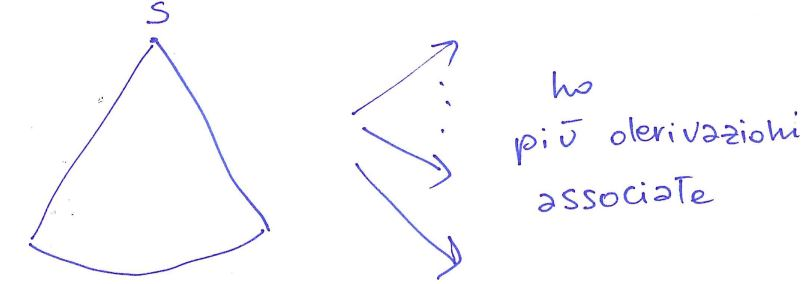 S
ho
più derivazioni
associate